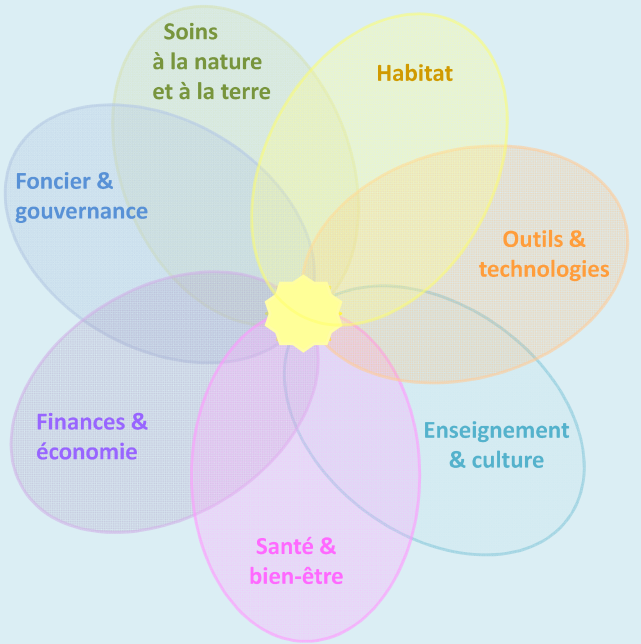 Soins
à la nature
et à la terre
Habitat
Outils &
technologies
Enseignement
& culture
Santé &
bien-être
Finances &
économie
Foncier &
gouvernance